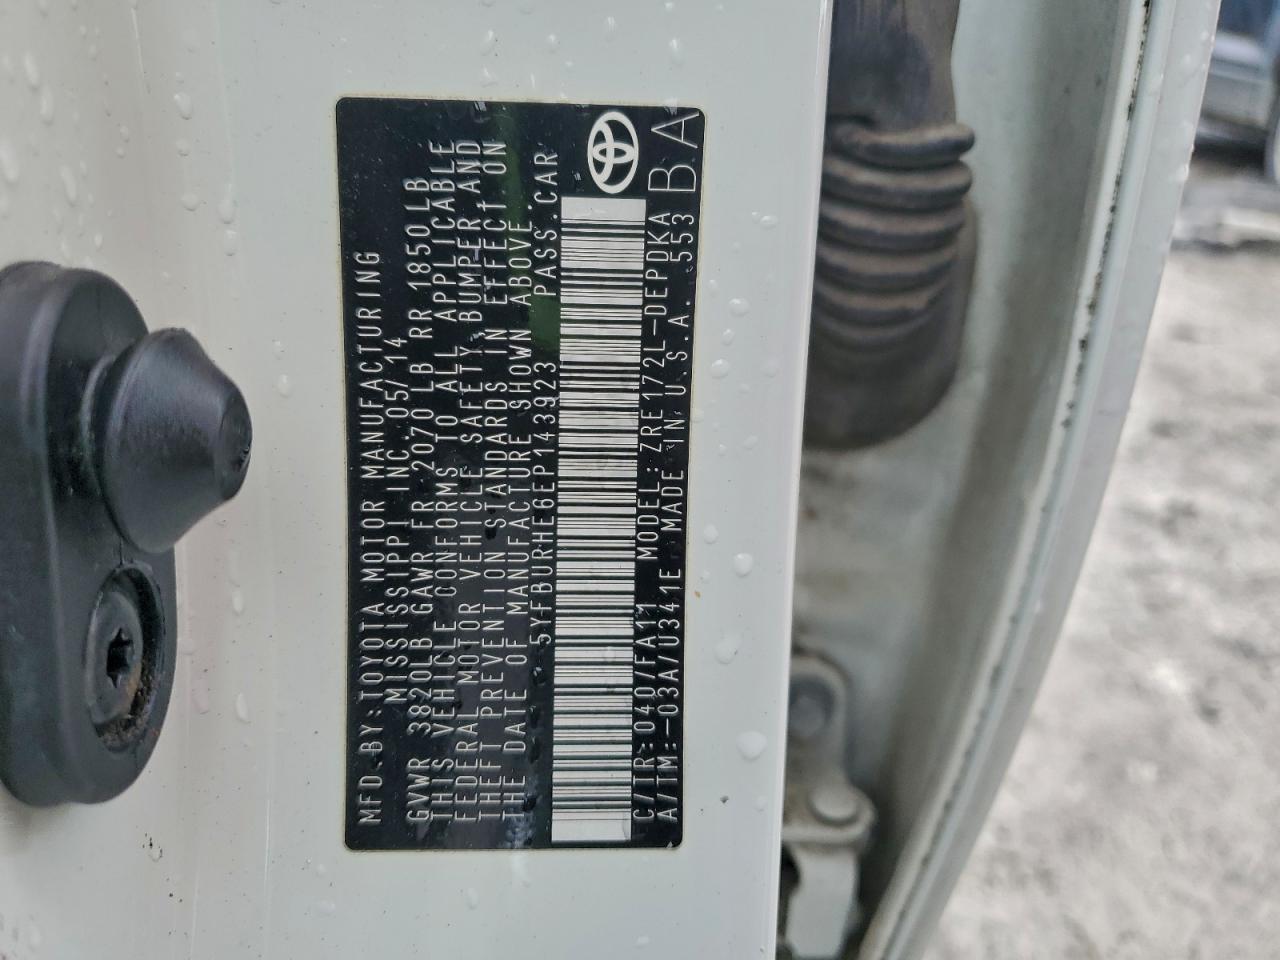 MFD.BY:TOYOTA MOTOR MANUFACTURING
MISSISSIPPI INC. 05/14
GVWR 3820LB GAWR FR 2070 LB RR 1850LB
THIS VEHICLE CONFORMS TO ALL APPLICABLE
FEDERAL MOTOR VEHICLE SAFETY, BUMPER, AND
THEFT PREVENTION STANDARDS IN EFFECT ON
THE DATE OF MANUFACTURE SHOWN ABOVE.
5YFBURHE6EP143923 PASS.CAR
C/TR:040/FA11 MODEL:ZRE172L-DEPDKA
A/TM:-03A/U341E MADE IN U.S.A. 553
BA